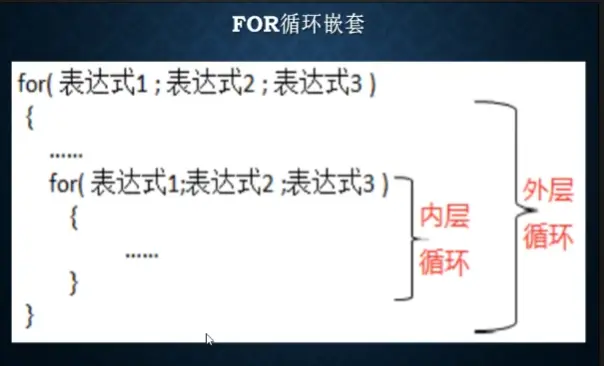 FOR循环嵌套
for( 表达式1 ; 表达式2 ; 表达式3 )
{
……
for( 表达式1;表达式2 ;表达式3 )
{
……
}
}
内层
循环
外层
循环